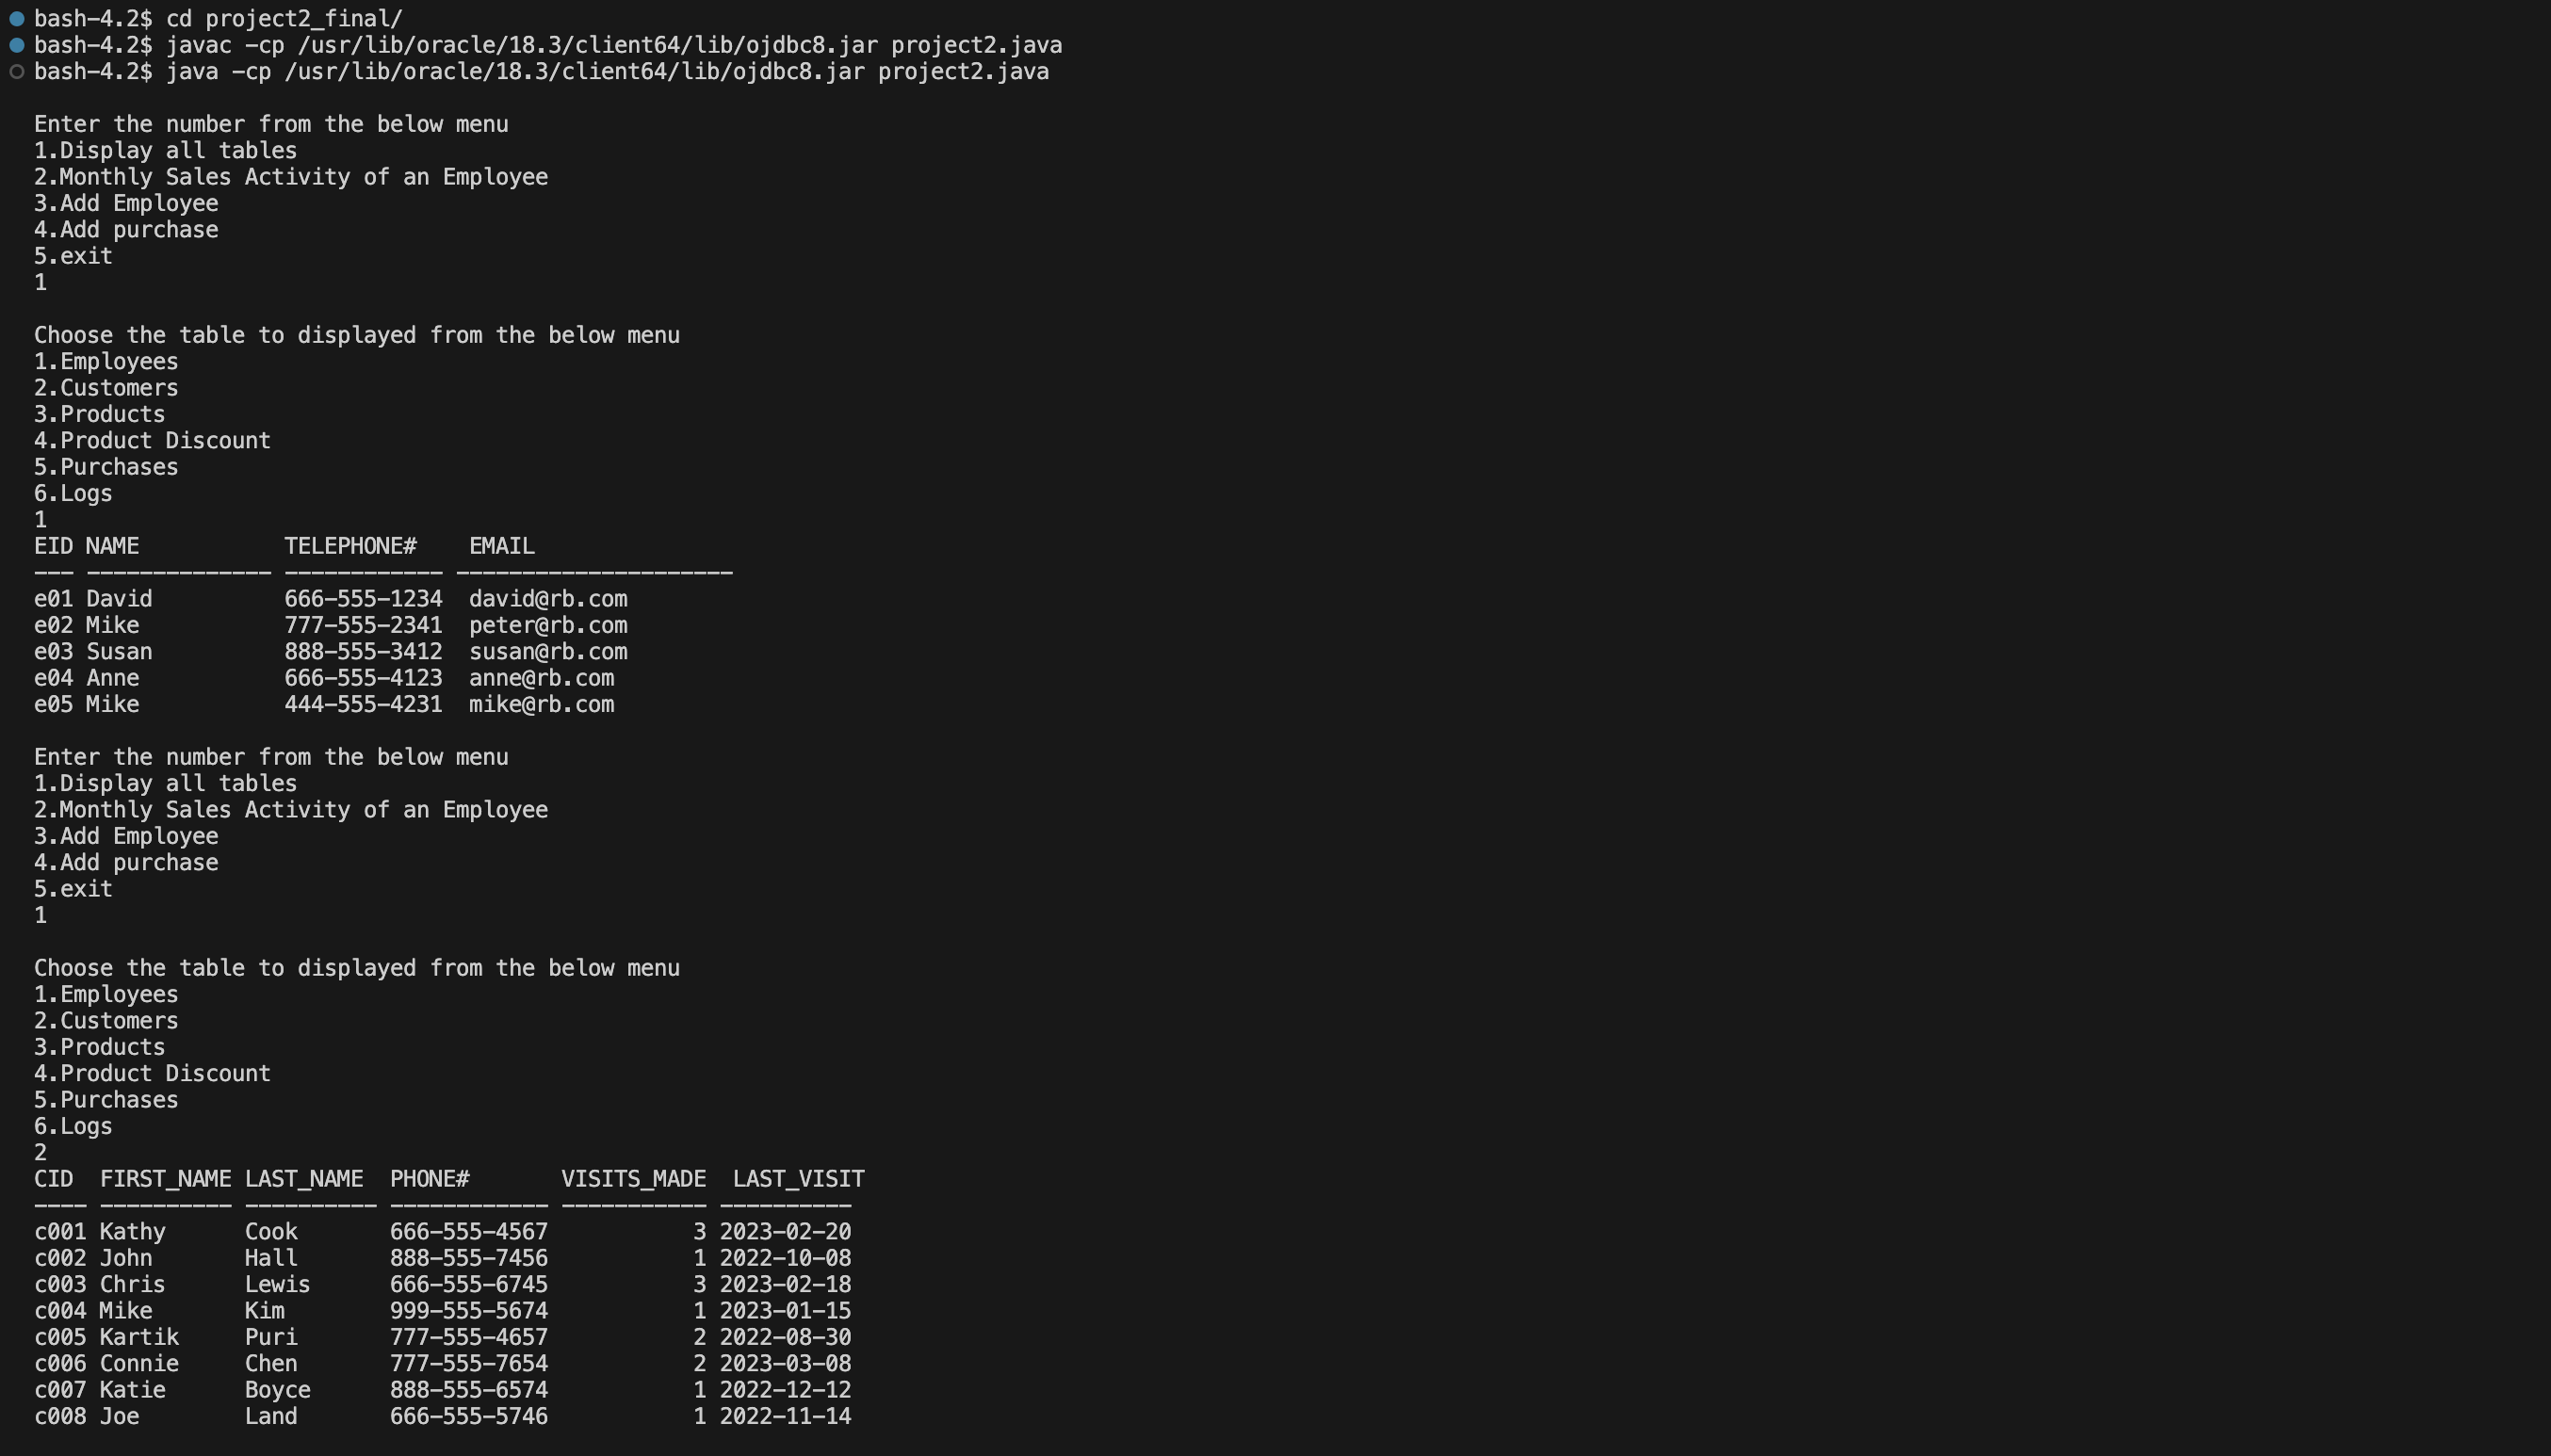 bash-4.2$ cd project2_final/
bash-4.2$ javac -cp /usr/lib/oracle/18.3/client64/lib/ojdbc8.jar project2.java
bash-4.2$ java -cp /usr/lib/oracle/18.3/client64/lib/ojdbc8.jar project2.java

Enter the number from the below menu
1.Display all tables
2.Monthly Sales Activity of an Employee
3.Add Employee
4.Add purchase
5.exit
1

Choose the table to displayed from the below menu
1.Employees
2.Customers
3.Products
4.Product Discount
5.Purchases
6.Logs
1
EID NAME           TELEPHONE#    EMAIL
--- -------------- ------------ ---------------------
e01 David          666-555-1234  david@rb.com
e02 Mike           777-555-2341  peter@rb.com
e03 Susan          888-555-3412  susan@rb.com
e04 Anne           666-555-4123  anne@rb.com
e05 Mike           444-555-4231  mike@rb.com

Enter the number from the below menu
1.Display all tables
2.Monthly Sales Activity of an Employee
3.Add Employee
4.Add purchase
5.exit
1

Choose the table to displayed from the below menu
1.Employees
2.Customers
3.Products
4.Product Discount
5.Purchases
6.Logs
2
CID  FIRST_NAME LAST_NAME  PHONE#       VISITS_MADE  LAST_VISIT
---- ---------- ---------- ------------ ----------- ----------
c001 Kathy      Cook       666-555-4567           3 2023-02-20
c002 John       Hall       888-555-7456           1 2022-10-08
c003 Chris      Lewis      666-555-6745           3 2023-02-18
c004 Mike       Kim        999-555-5674           1 2023-01-15
c005 Kartik     Puri       777-555-4657           2 2022-08-30
c006 Connie     Chen       777-555-7654           2 2023-03-08
c007 Katie      Boyce      888-555-6574           1 2022-12-12
c008 Joe        Land       666-555-5746           1 2022-11-14